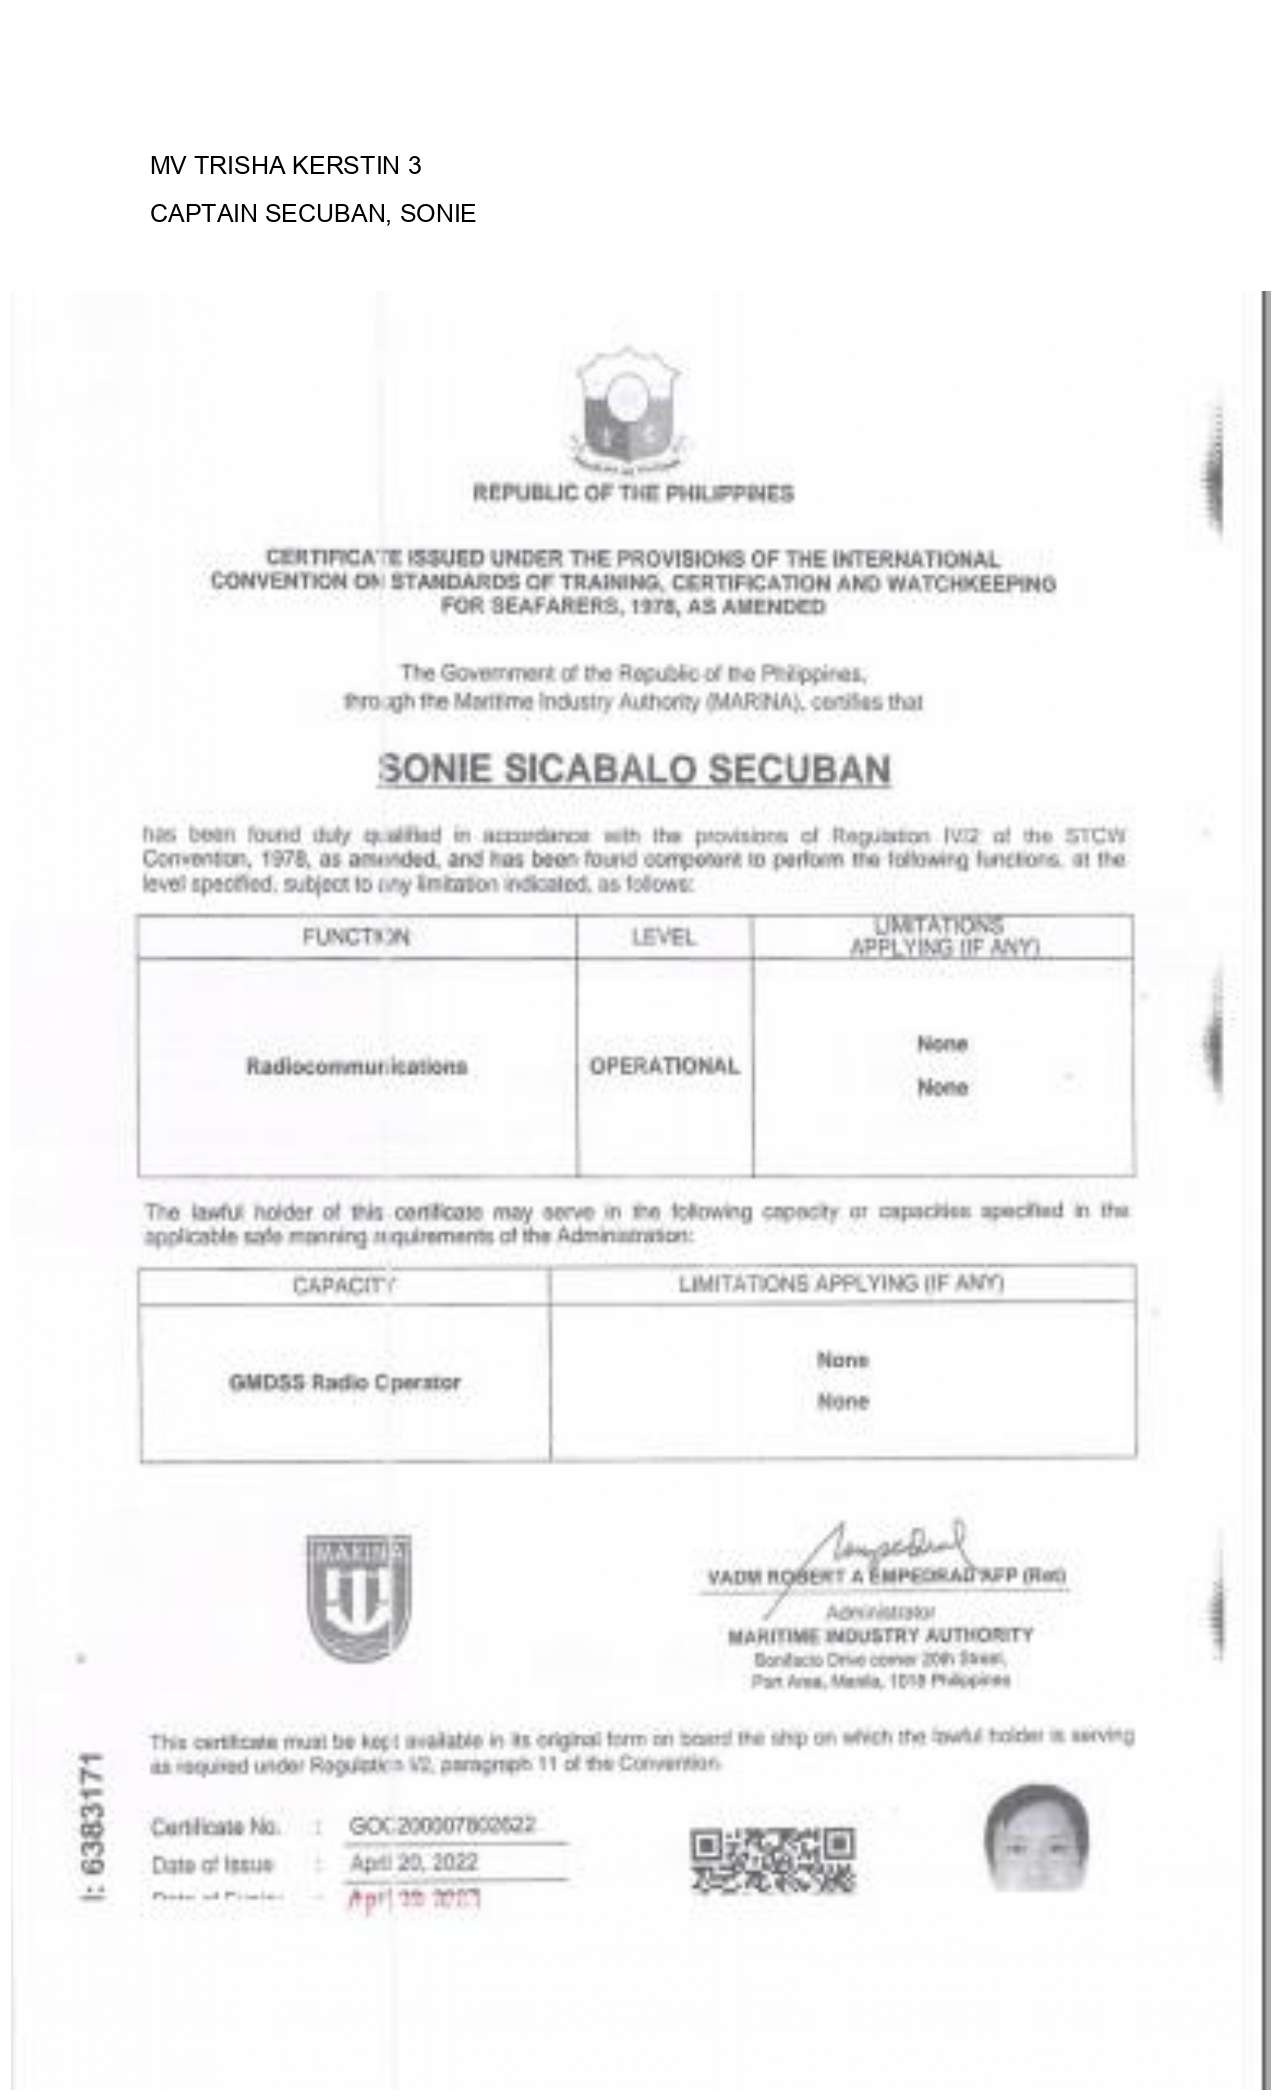 MV TRISHA KERSTIN 3
CAPTAIN SECUBAN, SONIE
REPUBLIC OF THE PHILIPPINES
CERTIFICATE ISSUED UNDER THE PROVISIONS OF THE INTERNATIONAL
CONVENTION ON STANDARDS OF TRAINING, CERTIFICATION AND WATCHKEEPING
FOR SEAFARERS, 1978, AS AMENDED
The Government of the Republic of the Philippines,
through the Maritime Industry Authority (MARINA), certifies that
SONIE SICABALO SECUBAN
has been found duly qualified in accordance with the provisions of Regulation IV/2 of the STCW
Convention, 1978, as amended, and has been found competent to perform the following functions, at the
level specified, subject to any limitation indicated, as follows:
FUNCTION LEVEL LIMITATIONS
APPLYING (IF ANY)
Radiocommunications OPERATIONAL None
None
The lawful holder of this certificate may serve in the following capacity or capacities specified in the
applicable safe manning requirements of the Administration:
CAPACITY LIMITATIONS APPLYING (IF ANY)
GMDSS Radio Operator None
None
MARINA
VADM ROBERT A EMPEDRAD AFP (Ret)
Administrator
MARITIME INDUSTRY AUTHORITY
Bonifacio Drive corner 20th Street,
Port Area, Manila, 1018 Philippines
This certificate must be kept available in its original form on board the ship on which the lawful holder is serving
as required under Regulation I/2, paragraph 11 of the Convention.
Certificate No. : GOC200007802622
Date of Issue : April 20, 2022
Date of Expiry : April
I: 6383171